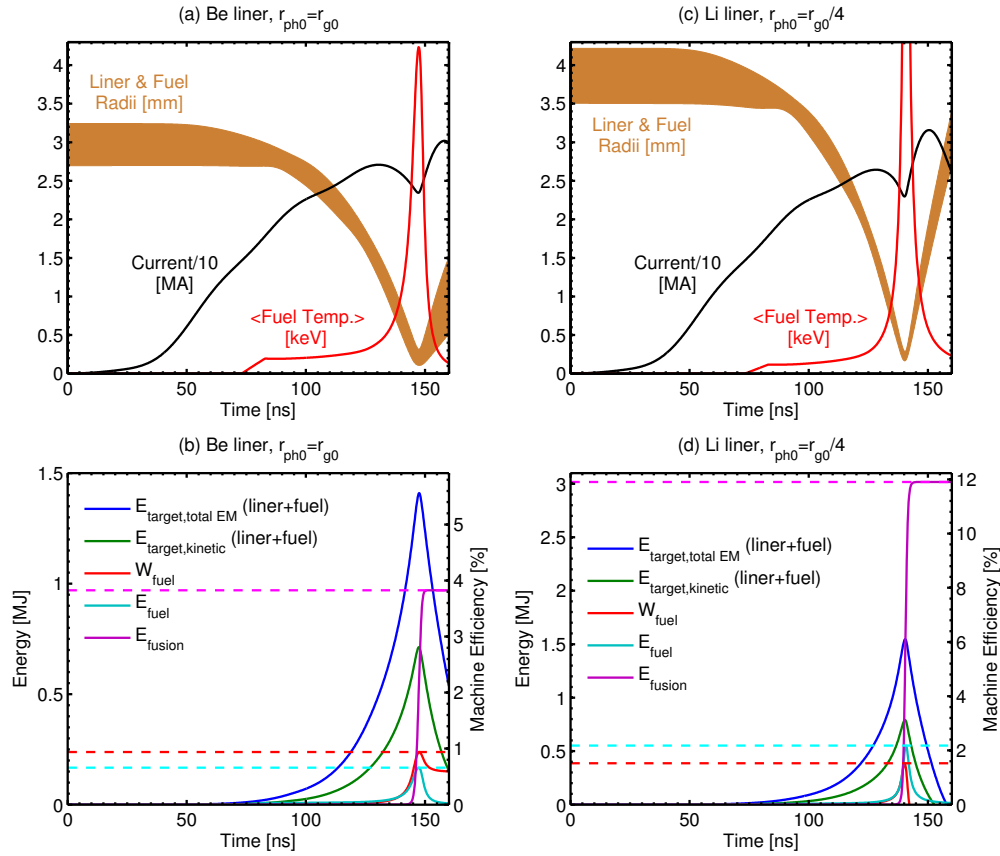 (a) Be liner, r_ph0=r_g0
4
3.5
3
2.5
2
1.5
1
0.5
0
Liner & Fuel
Radii [mm]
Current/10
[MA]
<Fuel Temp.>
[keV]
0 50 100 150
Time [ns]
(c) Li liner, r_ph0=r_g0/4
4
3.5
3
2.5
2
1.5
1
0.5
0
Liner & Fuel
Radii [mm]
Current/10
[MA]
<Fuel Temp.>
[keV]
0 50 100 150
Time [ns]
(b) Be liner, r_ph0=r_g0
Energy [MJ]
1.5
1
0.5
0
E_target,total EM (liner+fuel)
E_target,kinetic (liner+fuel)
W_fuel
E_fuel
E_fusion
5
4
3
2
1
0
Machine Efficiency [%]
0 50 100 150
Time [ns]
(d) Li liner, r_ph0=r_g0/4
Energy [MJ]
3
2.5
2
1.5
1
0.5
0
E_target,total EM (liner+fuel)
E_target,kinetic (liner+fuel)
W_fuel
E_fuel
E_fusion
12
10
8
6
4
2
0
Machine Efficiency [%]
0 50 100 150
Time [ns]